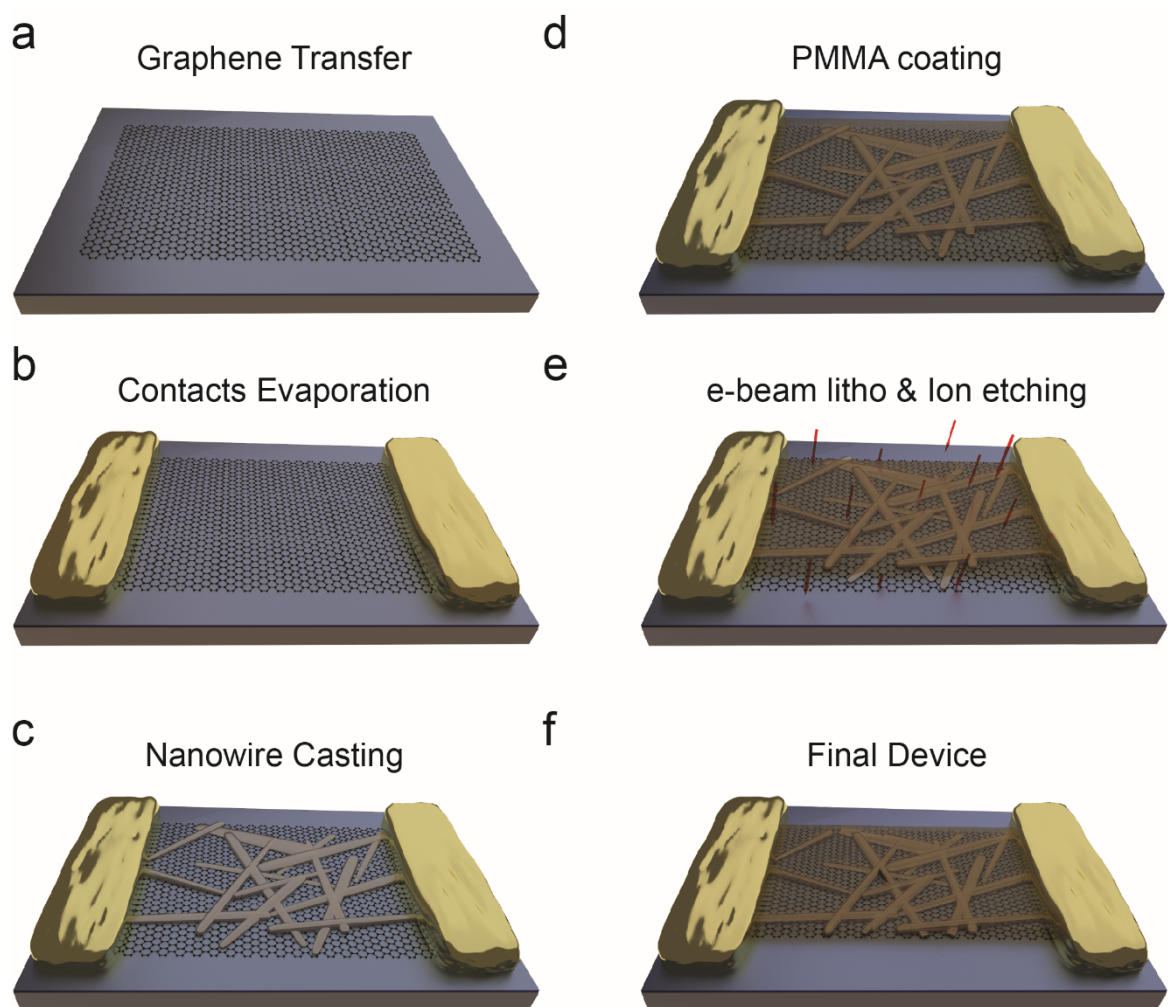 a
Graphene Transfer
b
Contacts Evaporation
c
Nanowire Casting
d
PMMA coating
e
e-beam litho & Ion etching
f
Final Device